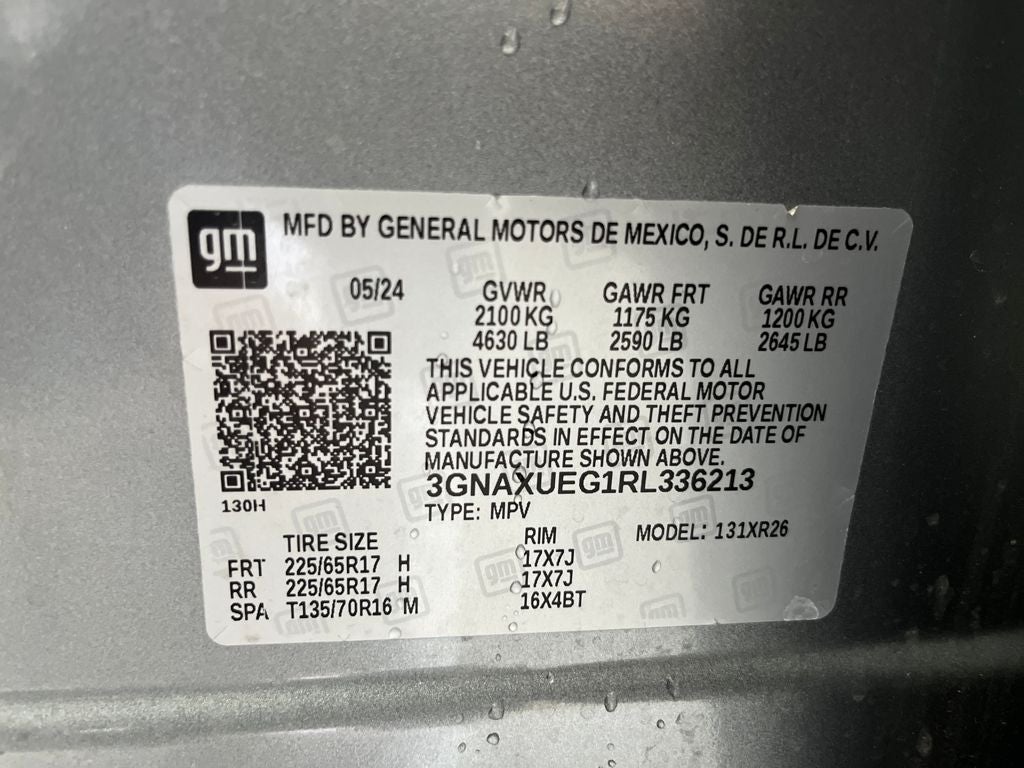 gm
MFD BY GENERAL MOTORS DE MEXICO, S. DE R.L. DE C.V.
05/24 GVWR GAWR FRT GAWR RR
2100 KG 1175 KG 1200 KG
4630 LB 2590 LB 2645 LB
THIS VEHICLE CONFORMS TO ALL
APPLICABLE U.S. FEDERAL MOTOR
VEHICLE SAFETY AND THEFT PREVENTION
STANDARDS IN EFFECT ON THE DATE OF
MANUFACTURE SHOWN ABOVE.
3GNAXUEG1RL336213
130H
TYPE: MPV
TIRE SIZE RIM MODEL: 131XR26
FRT 225/65R17 H 17X7J
RR 225/65R17 H 17X7J
SPA T135/70R16 M 16X4BT